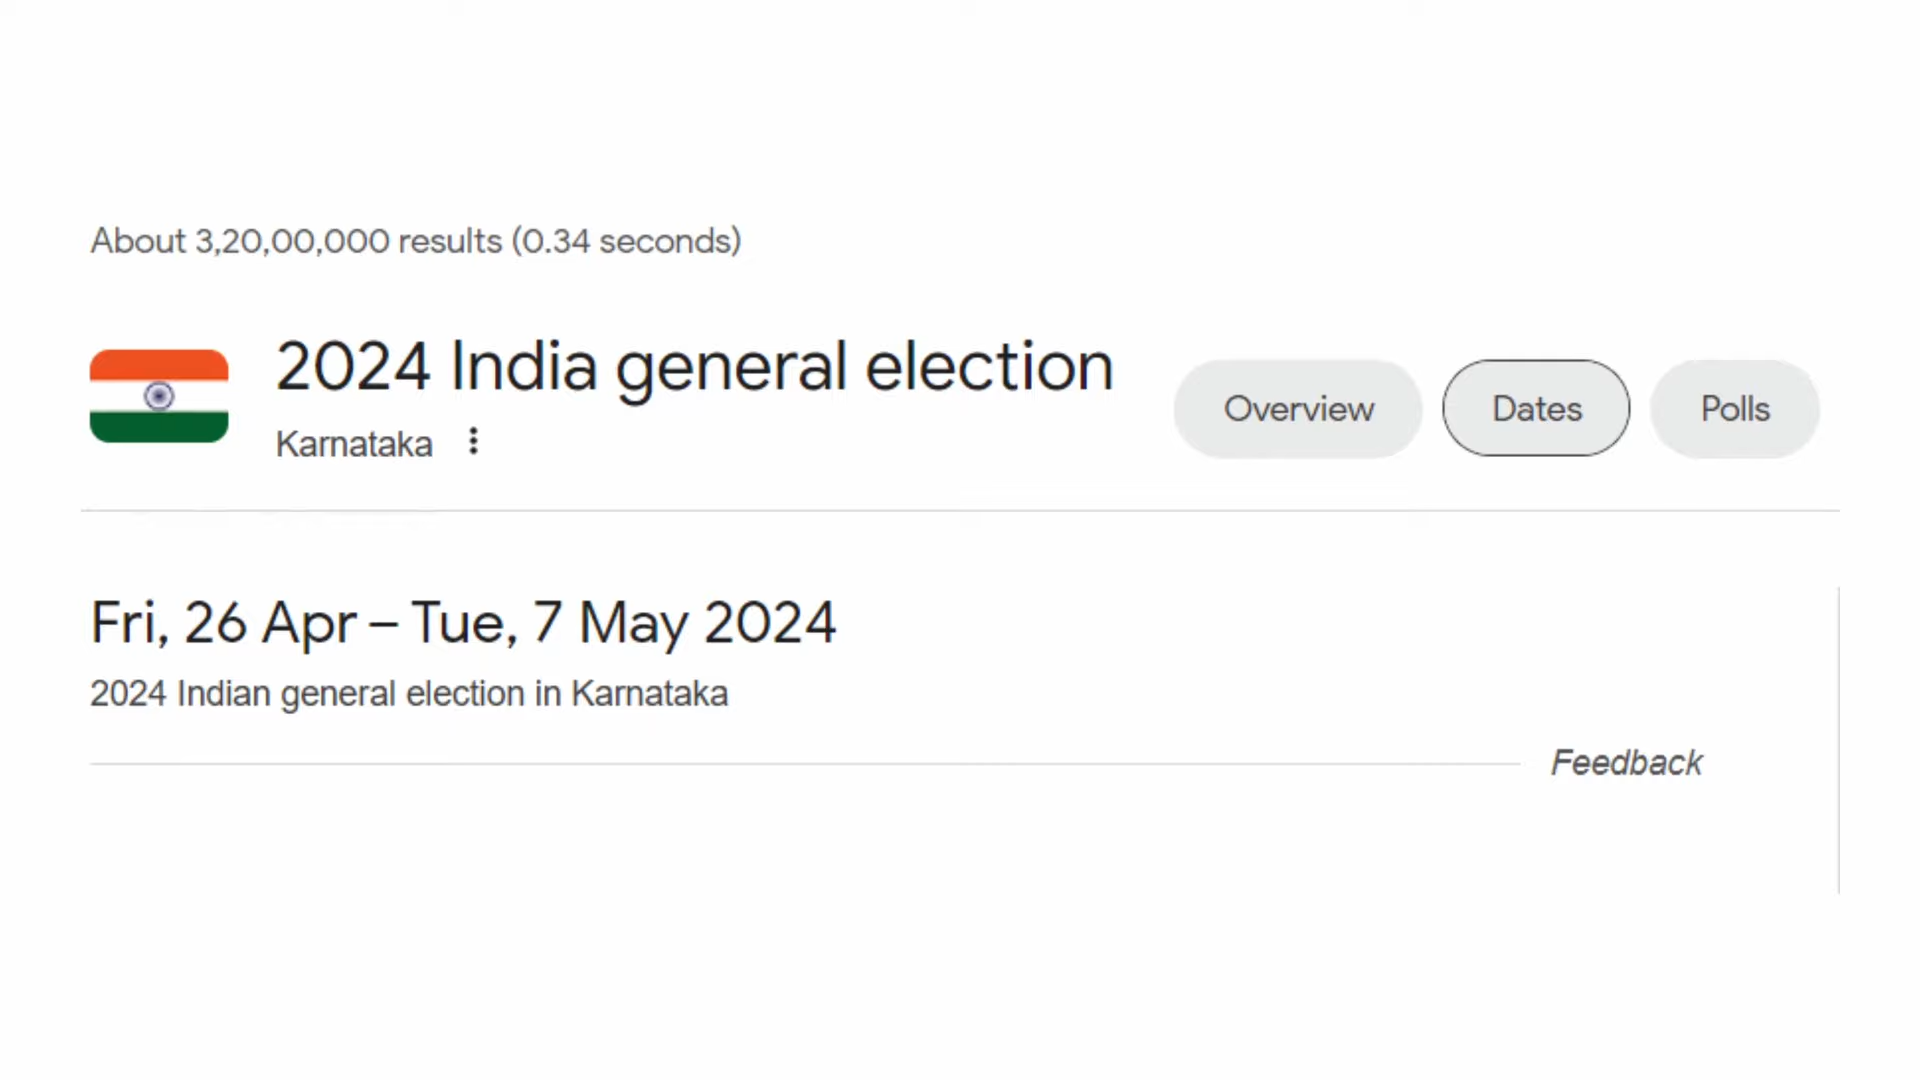 About 3,20,00,000 results (0.34 seconds)
2024 India general election
Karnataka
Overview
Dates
Polls
Fri, 26 Apr – Tue, 7 May 2024
2024 Indian general election in Karnataka
Feedback